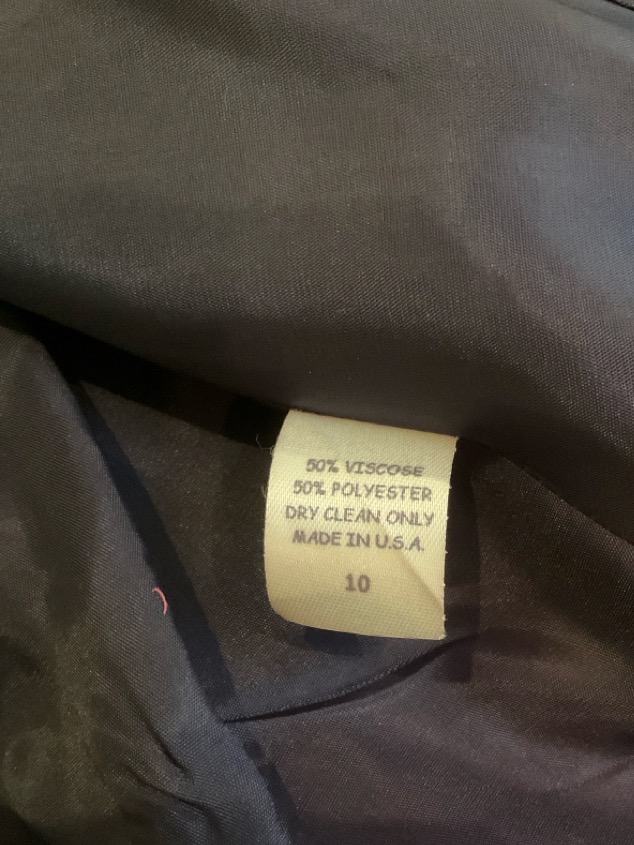 50% VISCOSE
50% POLYESTER
DRY CLEAN ONLY
MADE IN U.S.A.
10